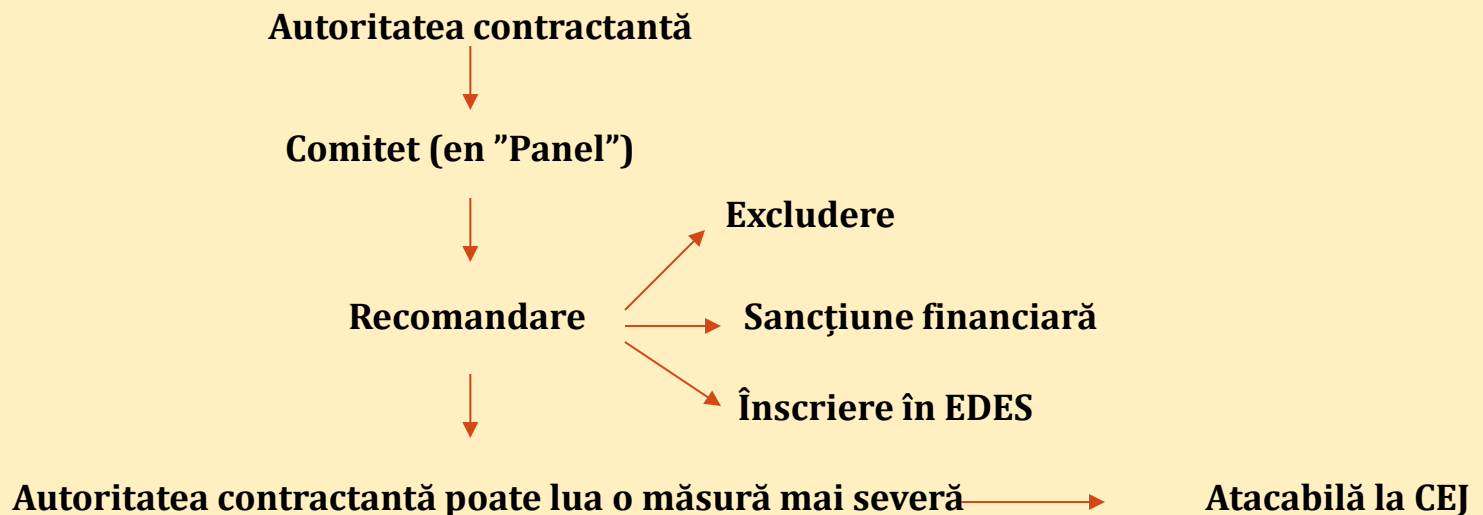 Autoritatea contractantă
Comitet (en ”Panel”)
Excludere
Recomandare
Sancțiune financiară
Înscriere în EDES
Autoritatea contractantă poate lua o măsură mai severă
Atacabilă la CEJ